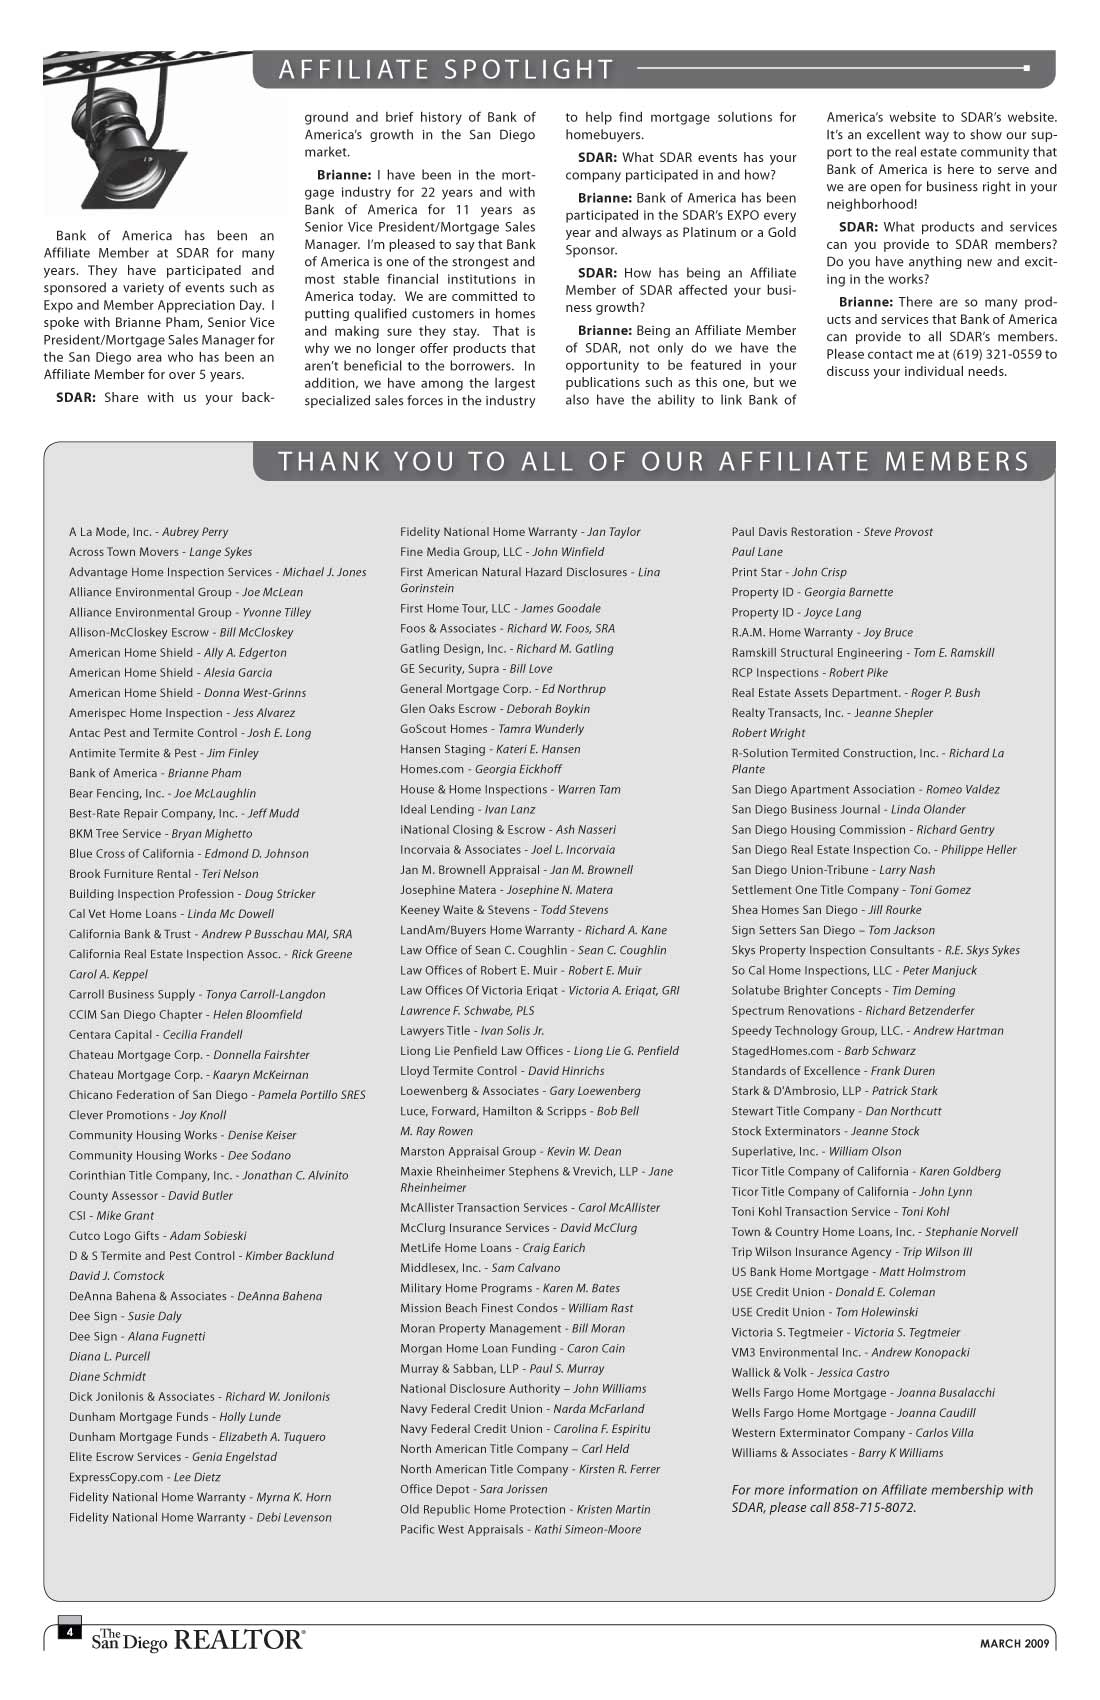 AFFILIATE SPOTLIGHT
Bank of America has been an
Affiliate Member at SDAR for many
years. They have participated and
sponsored a variety of events such as
Expo and Member Appreciation Day. I
spoke with Brianne Pham, Senior Vice
President/Mortgage Sales Manager for
the San Diego area who has been an
Affiliate Member for over 5 years.
SDAR: Share with us your back-
ground and brief history of Bank of
America's growth in the San Diego
market.
Brianne: I have been in the mort-
gage industry for 22 years and with
Bank of America for 11 years as
Senior Vice President/Mortgage Sales
Manager. I'm pleased to say that Bank
of America is one of the strongest and
most stable financial institutions in
America today. We are committed to
putting qualified customers in homes
and making sure they stay. That is
why we no longer offer products that
aren't beneficial to the borrowers. In
addition, we have among the largest
specialized sales forces in the industry
to help find mortgage solutions for
homebuyers.
SDAR: What SDAR events has your
company participated in and how?
Brianne: Bank of America has been
participated in the SDAR's EXPO every
year and always as Platinum or a Gold
Sponsor.
SDAR: How has being an Affiliate
Member of SDAR affected your busi-
ness growth?
Brianne: Being an Affiliate Member
of SDAR, not only do we have the
opportunity to be featured in your
publications such as this one, but we
also have the ability to link Bank of
America's website to SDAR's website.
It's an excellent way to show our sup-
port to the real estate community that
Bank of America is here to serve and
we are open for business right in your
neighborhood!
SDAR: What products and services
can you provide to SDAR members?
Do you have anything new and excit-
ing in the works?
Brianne: There are so many prod-
ucts and services that Bank of America
can provide to all SDAR's members.
Please contact me at (619) 321-0559 to
discuss your individual needs.
THANK YOU TO ALL OF OUR AFFILIATE MEMBERS
A La Mode, Inc. - Aubrey Perry
Across Town Movers - Lange Sykes
Advantage Home Inspection Services - Michael J. Jones
Alliance Environmental Group - Joe McLean
Alliance Environmental Group - Yvonne Tilley
Allison-McCloskey Escrow - Bill McCloskey
American Home Shield - Ally A. Edgerton
American Home Shield - Alesia Garcia
American Home Shield - Donna West-Grinns
Amerispec Home Inspection - Jess Alvarez
Antac Pest and Termite Control - Josh E. Long
Antimite Termite & Pest - Jim Finley
Bank of America - Brianne Pham
Bear Fencing, Inc. - Joe McLaughlin
Best-Rate Repair Company, Inc. - Jeff Mudd
BKM Tree Service - Bryan Mighetto
Blue Cross of California - Edmond D. Johnson
Brook Furniture Rental - Teri Nelson
Building Inspection Profession - Doug Stricker
Cal Vet Home Loans - Linda Mc Dowell
California Bank & Trust - Andrew P Busschau MAI, SRA
California Real Estate Inspection Assoc. - Rick Greene
Carol A. Keppel
Carroll Business Supply - Tonya Carroll-Langdon
CCIM San Diego Chapter - Helen Bloomfield
Centara Capital - Cecilia Frandell
Chateau Mortgage Corp. - Donnella Fairshter
Chateau Mortgage Corp. - Kaaryn McKeirnan
Chicano Federation of San Diego - Pamela Portillo SRES
Clever Promotions - Joy Knoll
Community Housing Works - Denise Keiser
Community Housing Works - Dee Sodano
Corinthian Title Company, Inc. - Jonathan C. Alvinito
County Assessor - David Butler
CSI - Mike Grant
Cutco Logo Gifts - Adam Sobieski
D & S Termite and Pest Control - Kimber Backlund
David J. Comstock
DeAnna Bahena & Associates - DeAnna Bahena
Dee Sign - Susie Daly
Dee Sign - Alana Fugnetti
Diana L. Purcell
Diane Schmidt
Dick Jonilonis & Associates - Richard W. Jonilonis
Dunham Mortgage Funds - Holly Lunde
Dunham Mortgage Funds - Elizabeth A. Tuquero
Elite Escrow Services - Genia Engelstad
ExpressCopy.com - Lee Dietz
Fidelity National Home Warranty - Myrna K. Horn
Fidelity National Home Warranty - Debi Levenson
Fidelity National Home Warranty - Jan Taylor
Fine Media Group, LLC - John Winfield
First American Natural Hazard Disclosures - Lina
Gorinstein
First Home Tour, LLC - James Goodale
Foos & Associates - Richard W. Foos, SRA
Gatling Design, Inc. - Richard M. Gatling
GE Security, Supra - Bill Love
General Mortgage Corp. - Ed Northrup
Glen Oaks Escrow - Deborah Boykin
GoScout Homes - Tamra Wunderly
Hansen Staging - Kateri E. Hansen
Homes.com - Georgia Eickhoff
House & Home Inspections - Warren Tam
Ideal Lending - Ivan Lanz
iNational Closing & Escrow - Ash Nasseri
Incorvaia & Associates - Joel L. Incorvaia
Jan M. Brownell Appraisal - Jan M. Brownell
Josephine Matera - Josephine N. Matera
Keeney Waite & Stevens - Todd Stevens
LandAm/Buyers Home Warranty - Richard A. Kane
Law Office of Sean C. Coughlin - Sean C. Coughlin
Law Offices of Robert E. Muir - Robert E. Muir
Law Offices Of Victoria Eriqat - Victoria A. Eriqat, GRI
Lawrence F. Schwabe, PLS
Lawyers Title - Ivan Solis Jr.
Liong Lie Penfield Law Offices - Liong Lie G. Penfield
Lloyd Termite Control - David Hinrichs
Loewenberg & Associates - Gary Loewenberg
Luce, Forward, Hamilton & Scripps - Bob Bell
M. Ray Rowen
Marston Appraisal Group - Kevin W. Dean
Maxie Rheinheimer Stephens & Vrevich, LLP - Jane
Rheinheimer
McAllister Transaction Services - Carol McAllister
McClurg Insurance Services - David McClurg
MetLife Home Loans - Craig Earich
Middlesex, Inc. - Sam Calvano
Military Home Programs - Karen M. Bates
Mission Beach Finest Condos - William Rast
Moran Property Management - Bill Moran
Morgan Home Loan Funding - Caron Cain
Murray & Sabban, LLP - Paul S. Murray
National Disclosure Authority – John Williams
Navy Federal Credit Union - Narda McFarland
Navy Federal Credit Union - Carolina F. Espiritu
North American Title Company – Carl Held
North American Title Company - Kirsten R. Ferrer
Office Depot - Sara Jorissen
Old Republic Home Protection - Kristen Martin
Pacific West Appraisals - Kathi Simeon-Moore
Paul Davis Restoration - Steve Provost
Paul Lane
Print Star - John Crisp
Property ID - Georgia Barnette
Property ID - Joyce Lang
R.A.M. Home Warranty - Joy Bruce
Ramskill Structural Engineering - Tom E. Ramskill
RCP Inspections - Robert Pike
Real Estate Assets Department. - Roger P. Bush
Realty Transacts, Inc. - Jeanne Shepler
Robert Wright
R-Solution Termited Construction, Inc. - Richard La
Plante
San Diego Apartment Association - Romeo Valdez
San Diego Business Journal - Linda Olander
San Diego Housing Commission - Richard Gentry
San Diego Real Estate Inspection Co. - Philippe Heller
San Diego Union-Tribune - Larry Nash
Settlement One Title Company - Toni Gomez
Shea Homes San Diego - Jill Rourke
Sign Setters San Diego – Tom Jackson
Skys Property Inspection Consultants - R.E. Skys Sykes
So Cal Home Inspections, LLC - Peter Manjuck
Solatube Brighter Concepts - Tim Deming
Spectrum Renovations - Richard Betzenderfer
Speedy Technology Group, LLC. - Andrew Hartman
StagedHomes.com - Barb Schwarz
Standards of Excellence - Frank Duren
Stark & D'Ambrosio, LLP - Patrick Stark
Stewart Title Company - Dan Northcutt
Stock Exterminators - Jeanne Stock
Superlative, Inc. - William Olson
Ticor Title Company of California - Karen Goldberg
Ticor Title Company of California - John Lynn
Toni Kohl Transaction Service - Toni Kohl
Town & Country Home Loans, Inc. - Stephanie Norvell
Trip Wilson Insurance Agency - Trip Wilson III
US Bank Home Mortgage - Matt Holmstrom
USE Credit Union - Donald E. Coleman
USE Credit Union - Tom Holewinski
Victoria S. Tegtmeier - Victoria S. Tegtmeier
VM3 Environmental Inc. - Andrew Konopacki
Wallick & Volk - Jessica Castro
Wells Fargo Home Mortgage - Joanna Busalacchi
Wells Fargo Home Mortgage - Joanna Caudill
Western Exterminator Company - Carlos Villa
Williams & Associates - Barry K Williams
For more information on Affiliate membership with
SDAR, please call 858-715-8072.
4
The San Diego REALTOR®
MARCH 2009